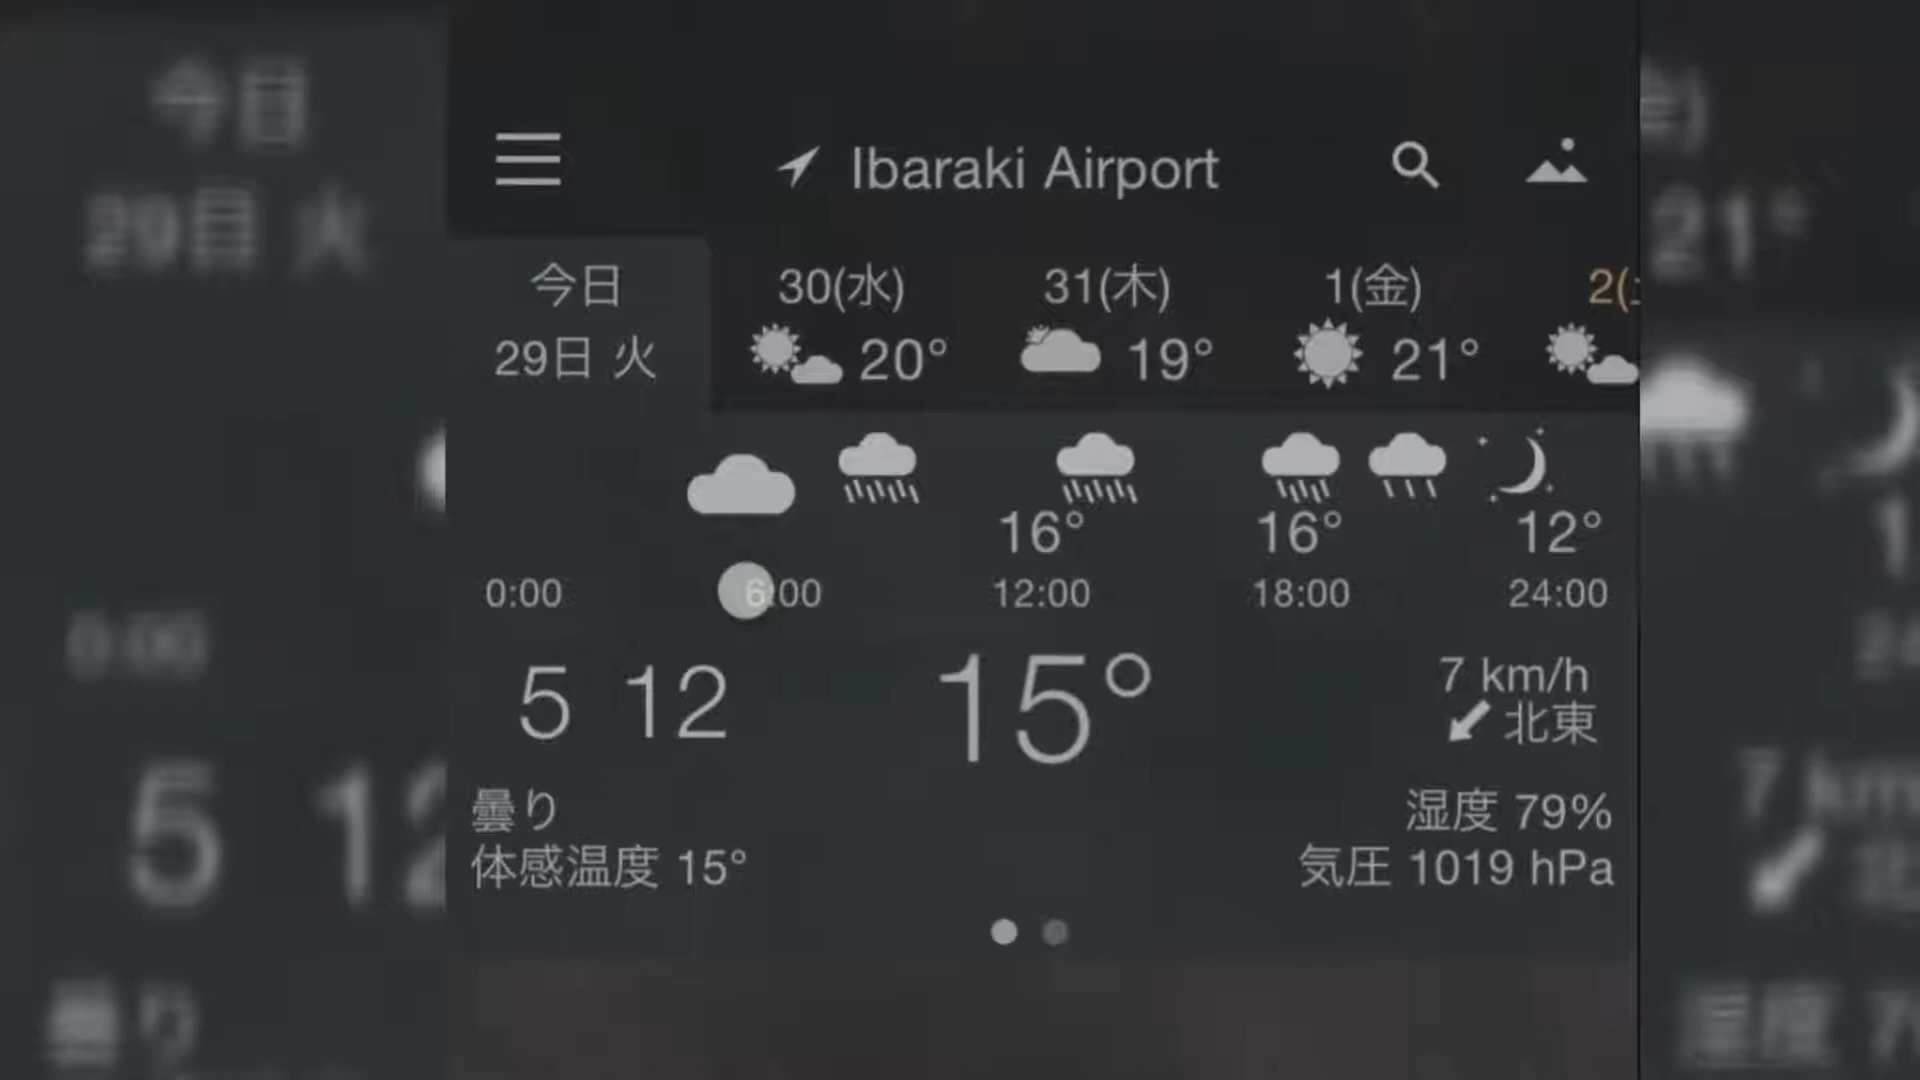 Ibaraki Airport
今日
29日 火
30(水)
20°
31(木)
19°
1(金)
21°
2(
16°
16°
12°
0:00
6:00
12:00
18:00
24:00
5 12
15°
7 km/h
北東
曇り
体感温度 15°
湿度 79%
気圧 1019 hPa